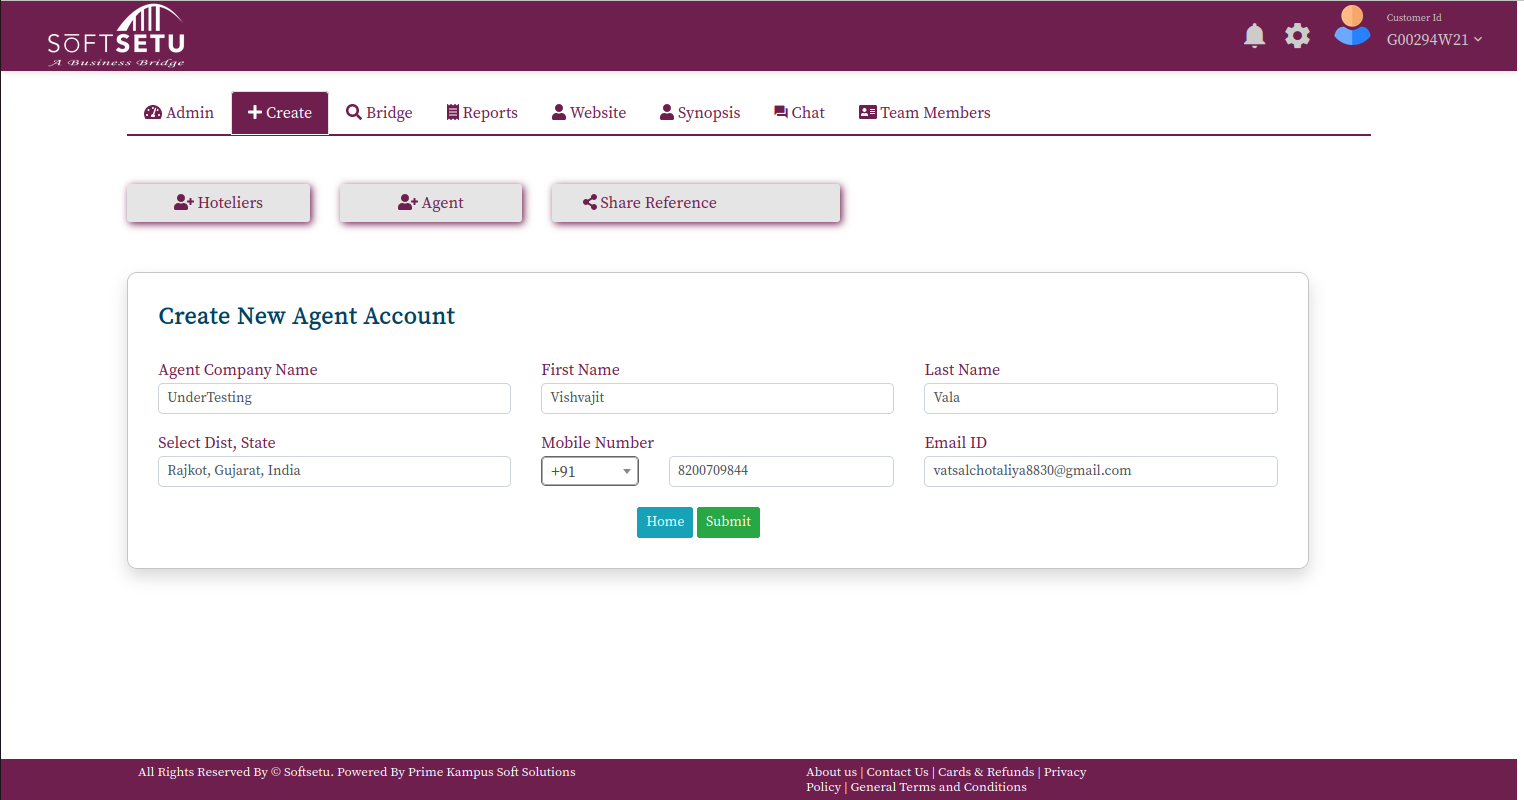 SŌFTSETU
A Business Bridge
Customer Id
G00294W21
Admin
Create
Bridge
Reports
Website
Synopsis
Chat
Team Members
Hoteliers
Agent
Share Reference
Create New Agent Account
Agent Company Name
First Name
Last Name
UnderTesting
Vishvajit
Vala
Select Dist, State
Mobile Number
Email ID
Rajkot, Gujarat, India
+91
8200709844
vatsalchotaliya8830@gmail.com
Home
Submit
All Rights Reserved By © Softsetu. Powered By Prime Kampus Soft Solutions
About us | Contact Us | Cards & Refunds | Privacy
Policy | General Terms and Conditions